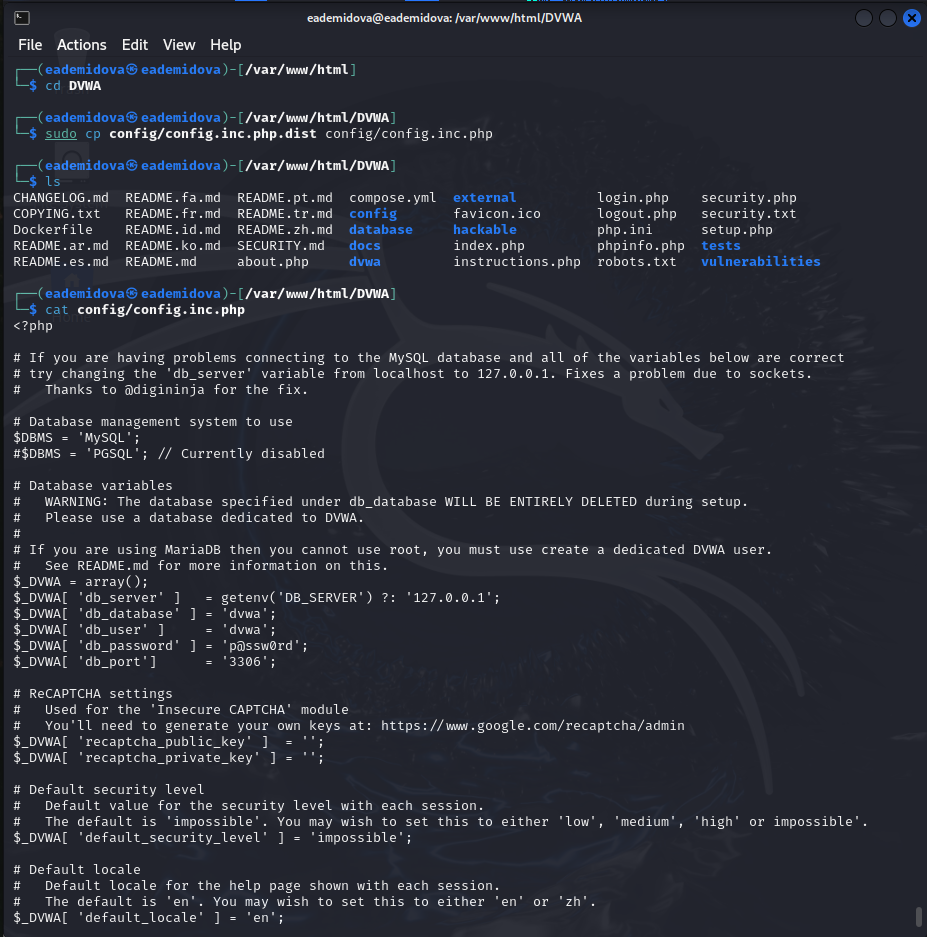 eademidova@eademidova: /var/www/html/DVWA
File Actions Edit View Help
┌──(eademidova㉿eademidova)-[/var/www/html]
└─$ cd DVWA
┌──(eademidova㉿eademidova)-[/var/www/html/DVWA]
└─$ sudo cp config/config.inc.php.dist config/config.inc.php
┌──(eademidova㉿eademidova)-[/var/www/html/DVWA]
└─$ ls
CHANGELOG.md  README.fa.md  README.pt.md  compose.yml  external          login.php    security.php
COPYING.txt   README.fr.md  README.tr.md  config       favicon.ico       logout.php   security.txt
Dockerfile    README.id.md  README.zh.md  database     hackable          php.ini      setup.php
README.ar.md  README.ko.md  SECURITY.md   docs         index.php         phpinfo.php  tests
README.es.md  README.md     about.php     dvwa         instructions.php  robots.txt   vulnerabilities
┌──(eademidova㉿eademidova)-[/var/www/html/DVWA]
└─$ cat config/config.inc.php
<?php
# If you are having problems connecting to the MySQL database and all of the variables below are correct
# try changing the 'db_server' variable from localhost to 127.0.0.1. Fixes a problem due to sockets.
#   Thanks to @digininja for the fix.
# Database management system to use
$DBMS = 'MySQL';
#$DBMS = 'PGSQL'; // Currently disabled
# Database variables
#   WARNING: The database specified under db_database WILL BE ENTIRELY DELETED during setup.
#   Please use a database dedicated to DVWA.
#
# If you are using MariaDB then you cannot use root, you must use create a dedicated DVWA user.
#   See README.md for more information on this.
$_DVWA = array();
$_DVWA[ 'db_server' ]   = getenv('DB_SERVER') ?: '127.0.0.1';
$_DVWA[ 'db_database' ] = 'dvwa';
$_DVWA[ 'db_user' ]     = 'dvwa';
$_DVWA[ 'db_password' ] = 'p@ssw0rd';
$_DVWA[ 'db_port']      = '3306';
# ReCAPTCHA settings
#   Used for the 'Insecure CAPTCHA' module
#   You'll need to generate your own keys at: https://www.google.com/recaptcha/admin
$_DVWA[ 'recaptcha_public_key' ]  = '';
$_DVWA[ 'recaptcha_private_key' ] = '';
# Default security level
#   Default value for the security level with each session.
#   The default is 'impossible'. You may wish to set this to either 'low', 'medium', 'high' or impossible'.
$_DVWA[ 'default_security_level' ] = 'impossible';
# Default locale
#   Default locale for the help page shown with each session.
#   The default is 'en'. You may wish to set this to either 'en' or 'zh'.
$_DVWA[ 'default_locale' ] = 'en';